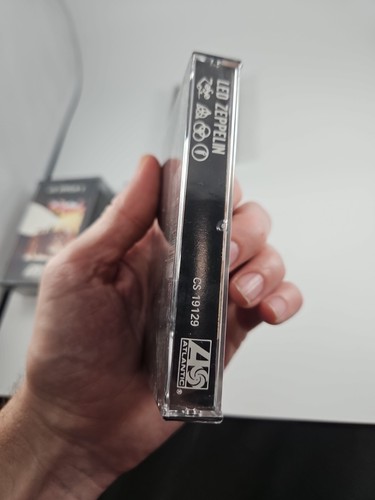 LED ZEPPELIN
CS 19129
ATLANTIC®